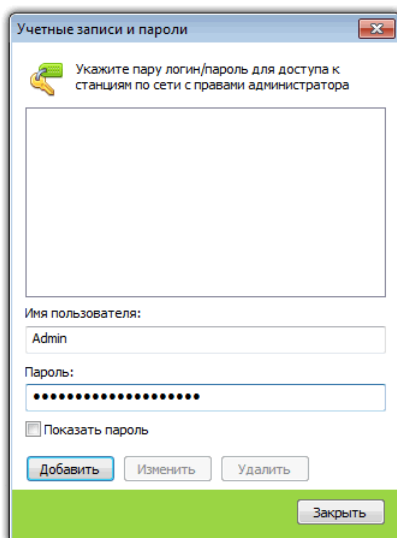 Учетные записи и пароли
Укажите пару логин/пароль для доступа к
станциям по сети с правами администратора
Имя пользователя:
Admin
Пароль:
••••••••••••••••••••
Показать пароль
Добавить Изменить Удалить
Закрыть